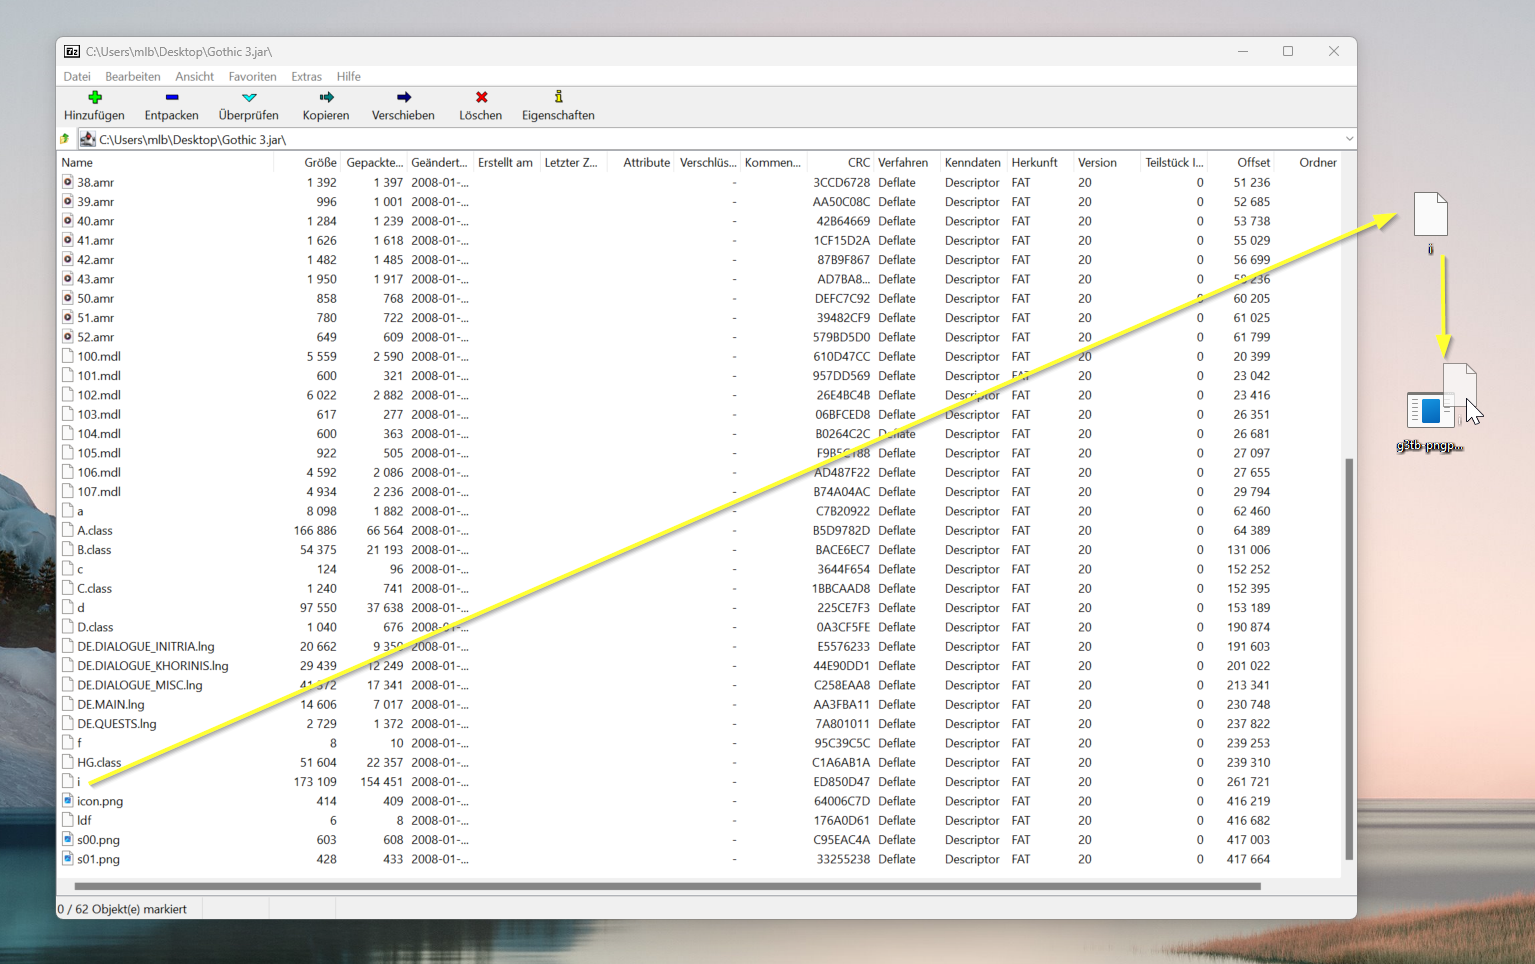 C:\Users\mlb\Desktop\Gothic 3.jar\
Datei Bearbeiten Ansicht Favoriten Extras Hilfe
Hinzufügen Entpacken Überprüfen Kopieren Verschieben Löschen Eigenschaften
C:\Users\mlb\Desktop\Gothic 3.jar\
Name Größe Gepackte... Geändert... Erstellt am Letzter Z... Attribute Verschlüs... Kommen... CRC Verfahren Kenndaten Herkunft Version Teilstück I... Offset Ordner
38.amr 1 392 1 397 2008-01-... - 3CCD6728 Deflate Descriptor FAT 20 0 51 236
39.amr 996 1 001 2008-01-... - AA50C08C Deflate Descriptor FAT 20 0 52 685
40.amr 1 284 1 239 2008-01-... - 42B64669 Deflate Descriptor FAT 20 0 53 738
41.amr 1 626 1 618 2008-01-... - 1CF15D2A Deflate Descriptor FAT 20 0 55 029
42.amr 1 482 1 485 2008-01-... - 87B9F867 Deflate Descriptor FAT 20 0 56 699
43.amr 1 950 1 917 2008-01-... - AD7BA8... Deflate Descriptor FAT 20 0
50.amr 858 768 2008-01-... - DEFC7C92 Deflate Descriptor FAT 20 0 60 205
51.amr 780 722 2008-01-... - 39482CF9 Deflate Descriptor FAT 20 0 61 025
52.amr 649 609 2008-01-... - 579BD5D0 Deflate Descriptor FAT 20 0 61 799
100.mdl 5 559 2 590 2008-01-... - 610D47CC Deflate Descriptor FAT 20 0 20 399
101.mdl 600 321 2008-01-... - 957DD569 Deflate Descriptor FAT 20 0 23 042
102.mdl 6 022 2 882 2008-01-... - 26E4BC4B Deflate Descriptor FAT 20 0 23 416
103.mdl 617 277 2008-01-... - 06BFCED8 Deflate Descriptor FAT 20 0 26 351
104.mdl 600 363 2008-01-... - B0264C2C Deflate Descriptor FAT 20 0 26 681
105.mdl 922 505 2008-01-... - Deflate Descriptor FAT 20 0 27 097
106.mdl 4 592 2 086 2008-01-... - AD487F22 Deflate Descriptor FAT 20 0 27 655
107.mdl 4 934 2 236 2008-01-... - B74A04AC Deflate Descriptor FAT 20 0 29 794
a 8 098 1 882 2008-01-... - C7B20922 Deflate Descriptor FAT 20 0 62 460
A.class 166 886 66 564 2008-01-... - B5D9782D Deflate Descriptor FAT 20 0 64 389
B.class 54 375 21 193 2008-01-... - BACE6EC7 Deflate Descriptor FAT 20 0 131 006
c 124 96 2008-01-... - 3644F654 Deflate Descriptor FAT 20 0 152 252
C.class 1 240 741 2008-01-... - 1BBCAAD8 Deflate Descriptor FAT 20 0 152 395
d 97 550 37 638 2008-01-... - 225CE7F3 Deflate Descriptor FAT 20 0 153 189
D.class 1 040 676 2008-01-... - 0A3CF5FE Deflate Descriptor FAT 20 0 190 874
DE.DIALOGUE_INITRIA.lng 20 662 9 350 2008-01-... - E5576233 Deflate Descriptor FAT 20 0 191 603
DE.DIALOGUE_KHORINIS.lng 29 439 12 249 2008-01-... - 44E90DD1 Deflate Descriptor FAT 20 0 201 022
DE.DIALOGUE_MISC.lng 41 372 17 341 2008-01-... - C258EAA8 Deflate Descriptor FAT 20 0 213 341
DE.MAIN.lng 14 606 7 017 2008-01-... - AA3FBA11 Deflate Descriptor FAT 20 0 230 748
DE.QUESTS.lng 2 729 1 372 2008-01-... - 7A801011 Deflate Descriptor FAT 20 0 237 822
f 8 10 2008-01-... - 95C39C5C Deflate Descriptor FAT 20 0 239 253
HG.class 51 604 22 357 2008-01-... - C1A6AB1A Deflate Descriptor FAT 20 0 239 310
i 173 109 154 451 2008-01-... - ED850D47 Deflate Descriptor FAT 20 0 261 721
icon.png 414 409 2008-01-... - 64006C7D Deflate Descriptor FAT 20 0 416 219
ldf 6 8 2008-01-... - 176A0D61 Deflate Descriptor FAT 20 0 416 682
s00.png 603 608 2008-01-... - C95EAC4A Deflate Descriptor FAT 20 0 417 003
s01.png 428 433 2008-01-... - 33255238 Deflate Descriptor FAT 20 0 417 664
0 / 62 Objekt(e) markiert
i
i
g3tb-pngp...